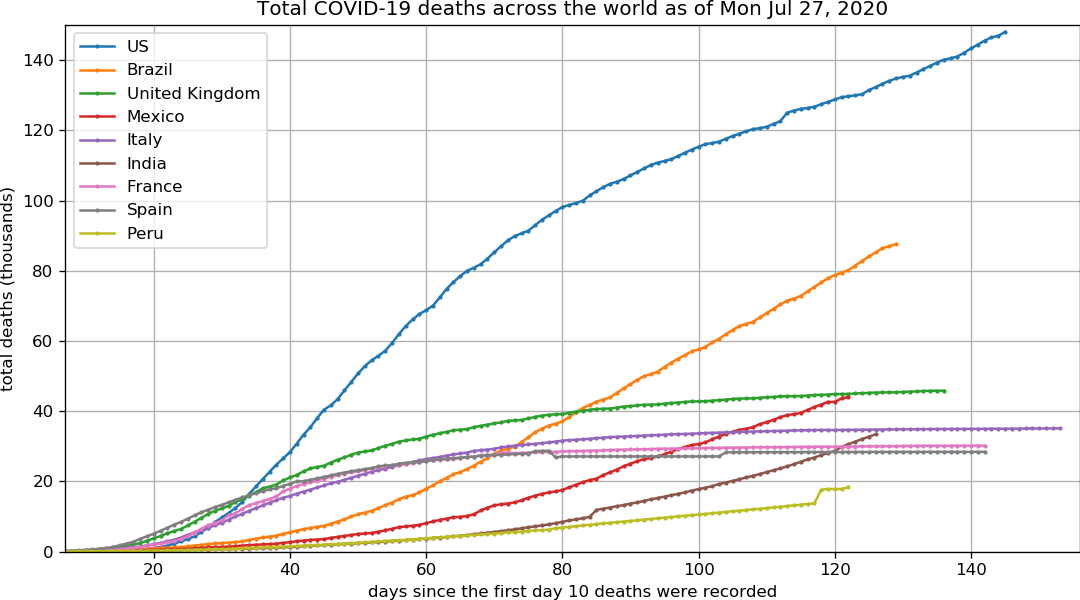 Total COVID-19 deaths across the world as of Mon Jul 27, 2020
US
Brazil
United Kingdom
Mexico
Italy
India
France
Spain
Peru
total deaths (thousands)
140
120
100
80
60
40
20
0
20 40 60 80 100 120 140
days since the first day 10 deaths were recorded